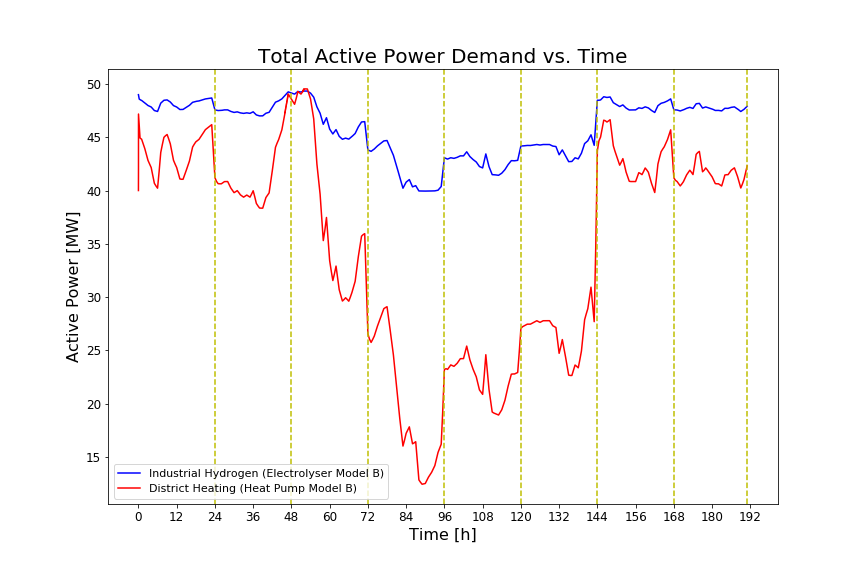 Total Active Power Demand vs. Time
Active Power [MW]
50
45
40
35
30
25
20
15
Industrial Hydrogen (Electrolyser Model B)
District Heating (Heat Pump Model B)
0 12 24 36 48 60 72 84 96 108 120 132 144 156 168 180 192
Time [h]